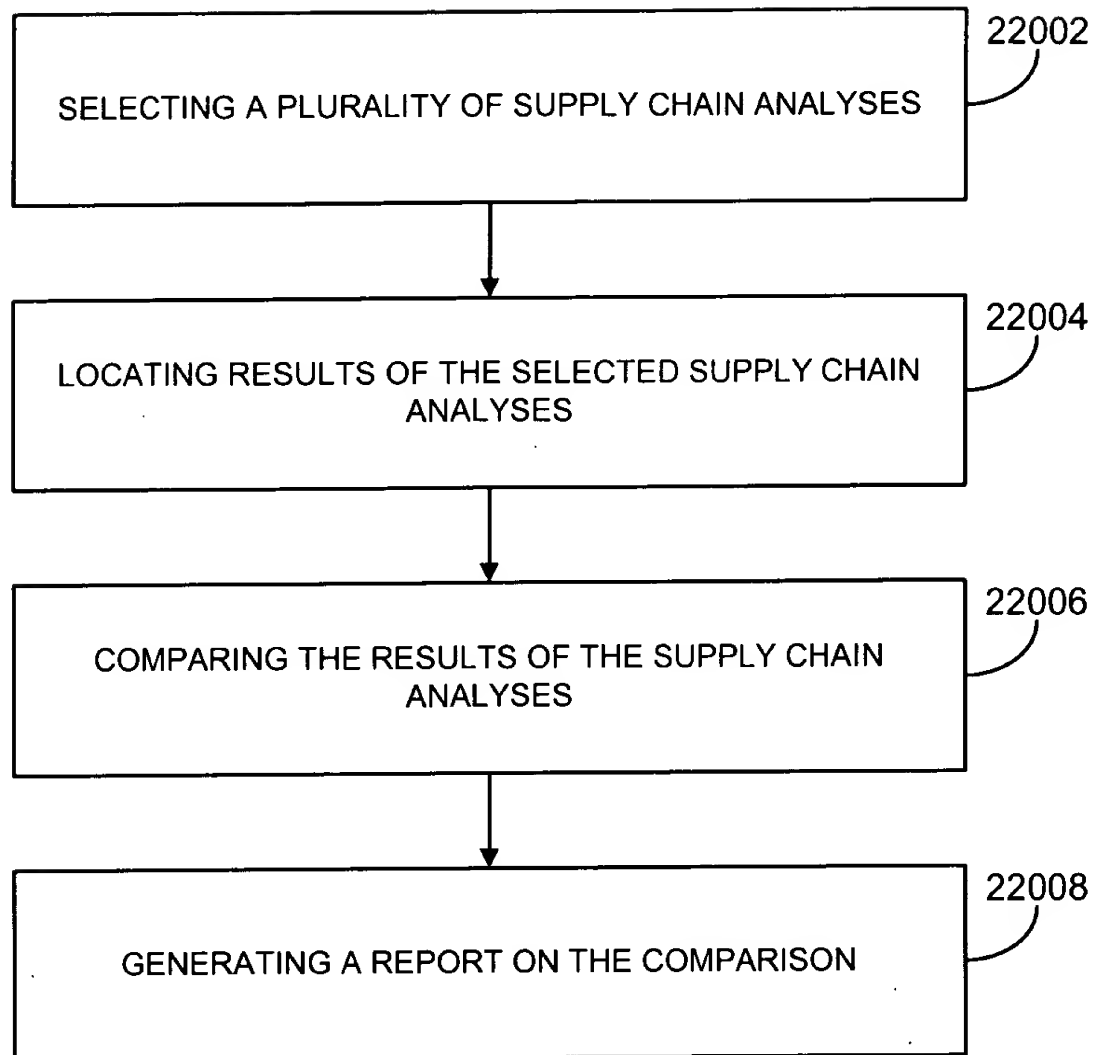 22002
SELECTING A PLURALITY OF SUPPLY CHAIN ANALYSES
22004
LOCATING RESULTS OF THE SELECTED SUPPLY CHAIN
ANALYSES
22006
COMPARING THE RESULTS OF THE SUPPLY CHAIN
ANALYSES
22008
GENERATING A REPORT ON THE COMPARISON